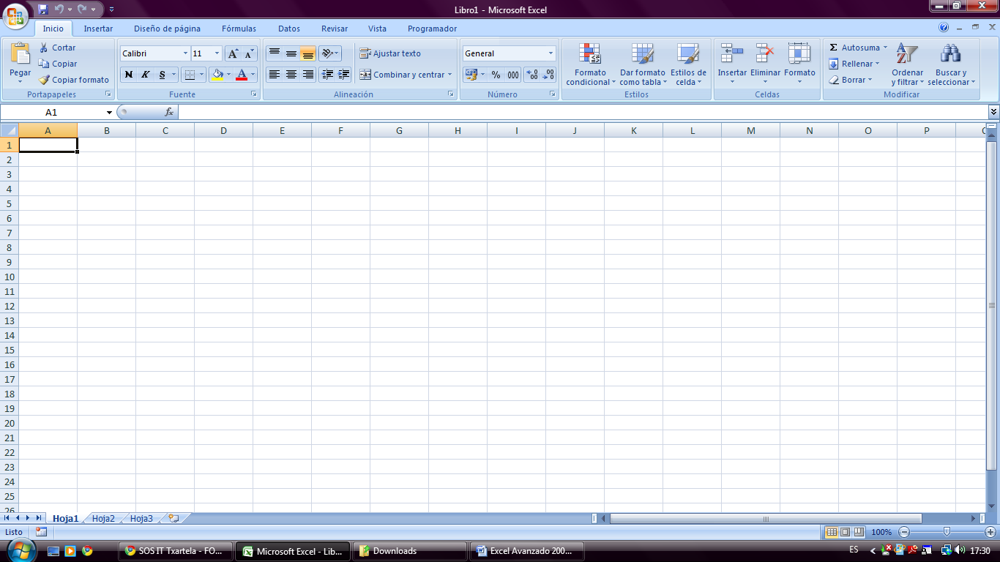 Libro1 - Microsoft Excel
Inicio Insertar Diseño de página Fórmulas Datos Revisar Vista Programador
Pegar
Cortar
Copiar
Copiar formato
Portapapeles
Calibri 11
N K S
Fuente
Ajustar texto
Combinar y centrar
Alineación
General
% 000
Número
Formato condicional
Dar formato como tabla
Estilos de celda
Estilos
Insertar Eliminar Formato
Celdas
Autosuma
Rellenar
Borrar
Ordenar y filtrar
Buscar y seleccionar
Modificar
A1 fx
A B C D E F G H I J K L M N O P
1
2
3
4
5
6
7
8
9
10
11
12
13
14
15
16
17
18
19
20
21
22
23
24
25
26
Hoja1 Hoja2 Hoja3
Listo 100%
SOS IT Txartela - FO... Microsoft Excel - Lib... Downloads Excel Avanzado 200... ES 17:30